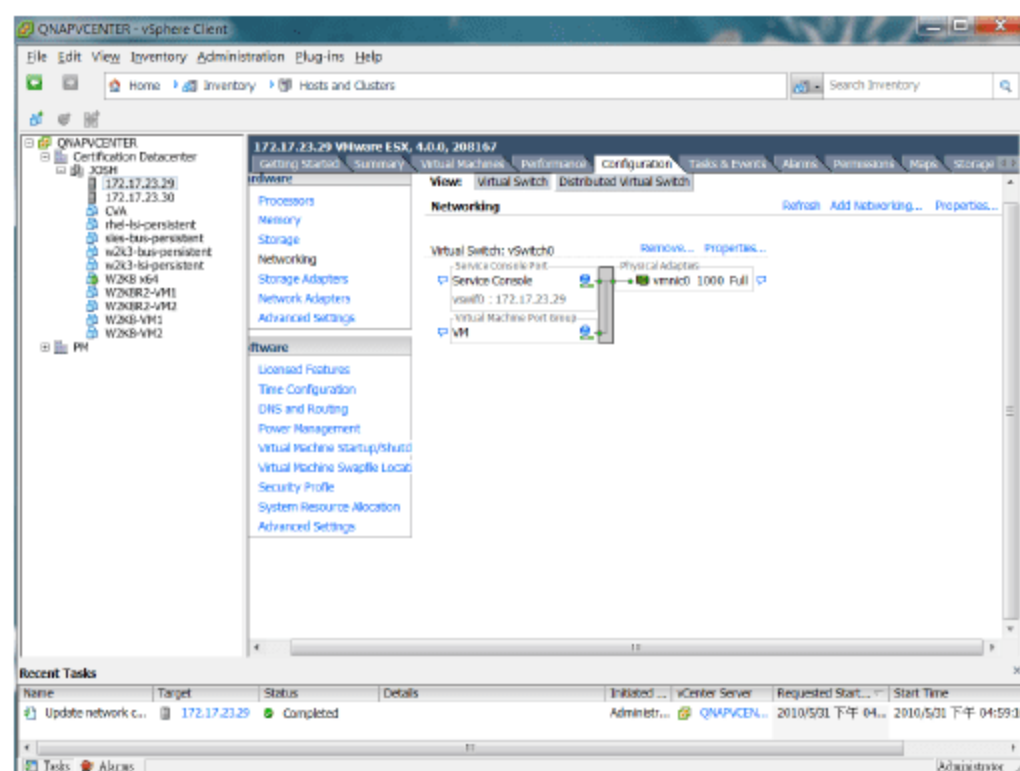 QNAPVCENTER - vSphere Client
File Edit View Inventory Administration Plug-ins Help
Home Inventory Hosts and Clusters
Search Inventory
QNAPVCENTER
Certification Datacenter
JOSH
172.17.23.29
172.17.23.30
CVA
rhel-lsi-persistent
sles-bus-persistent
w2k3-bus-persistent
w2k3-lsi-persistent
W2K8 x64
W2K8R2-VM1
W2K8R2-VM2
W2K8-VM1
W2K8-VM2
PM
172.17.23.29 VMware ESX, 4.0.0, 208167
Getting Started Summary Virtual Machines Performance Configuration Tasks & Events Alarms Permissions Maps Storage
rdware
Processors
Memory
Storage
Networking
Storage Adapters
Network Adapters
Advanced Settings
ftware
Licensed Features
Time Configuration
DNS and Routing
Power Management
Virtual Machine Startup/Shutd
Virtual Machine Swapfile Locat
Security Profile
System Resource Allocation
Advanced Settings
View: Virtual Switch Distributed Virtual Switch
Networking
Refresh Add Networking... Properties...
Virtual Switch: vSwitch0
Remove... Properties...
Service Console Port
Physical Adapters
Service Console
vmnic0 1000 Full
vswif0 : 172.17.23.29
Virtual Machine Port Group
VM
Recent Tasks
Name Target Status Details Initiated ... vCenter Server Requested Start... Start Time
Update network c... 172.17.23.29 Completed Administr... QNAPVCEN... 2010/5/31 下午 04... 2010/5/31 下午 04:59:1
Tasks Alarms
Administrator